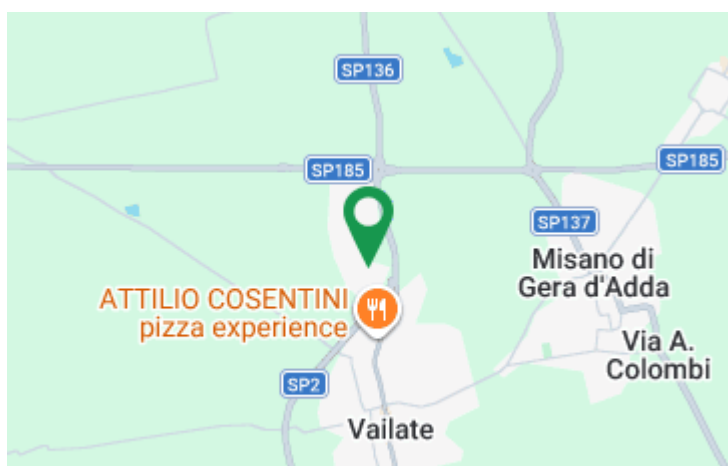 SP136
SP185
SP185
SP137
Misano di
Gera d'Adda
ATTILIO COSENTINI
pizza experience
Via A.
Colombi
SP2
Vailate